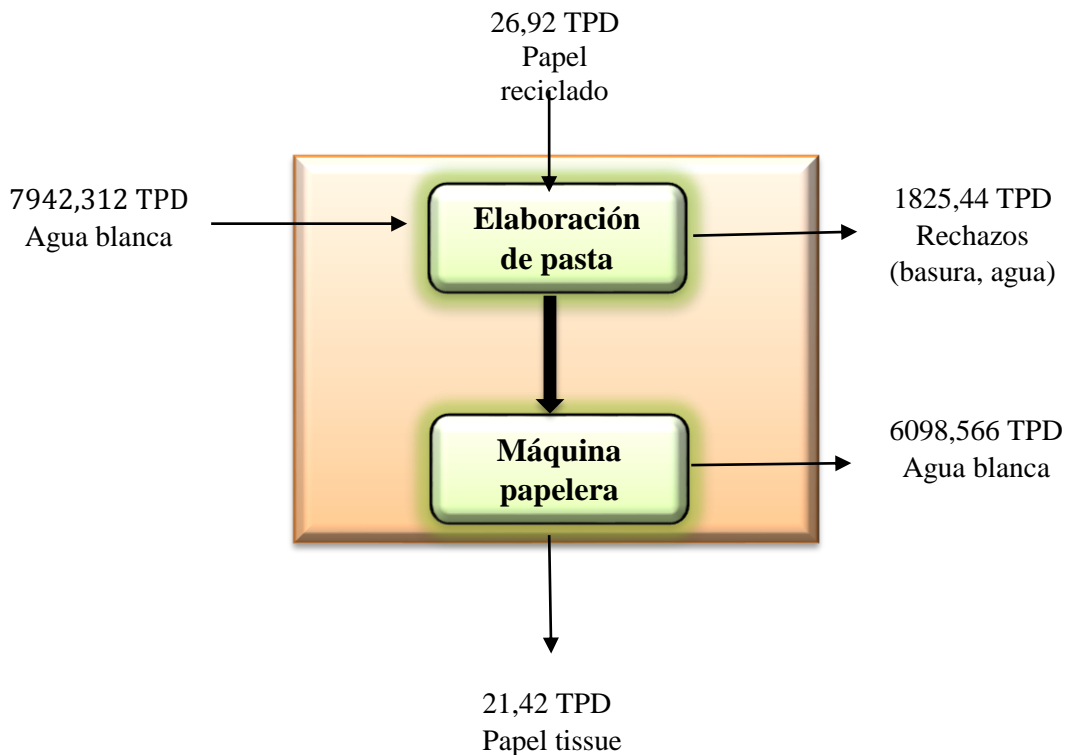 26,92 TPD
Papel
reciclado
7942,312 TPD
Agua blanca
Elaboración
de pasta
1825,44 TPD
Rechazos
(basura, agua)
Máquina
papelera
6098,566 TPD
Agua blanca
21,42 TPD
Papel tissue